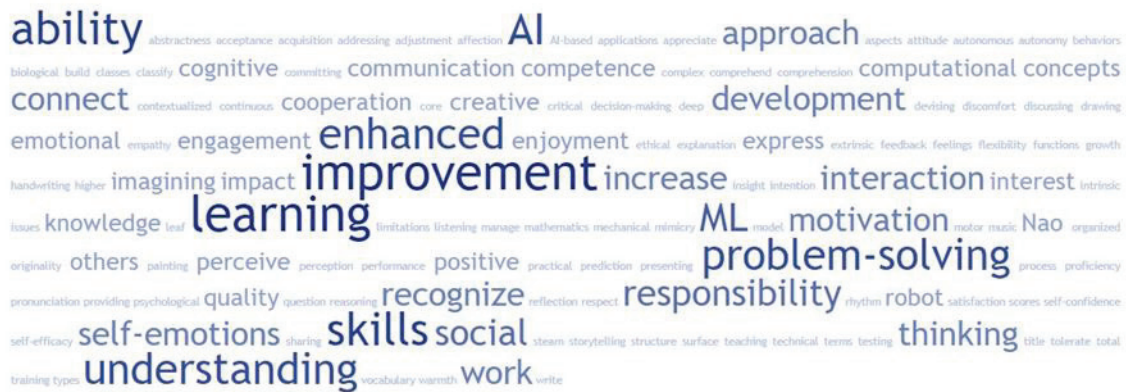 ability abstractness acceptance acquisition addressing adjustment affection AI AI-based applications appreciate approach aspects attitude autonomous autonomy behaviors
biological build classes classify cognitive committing communication competence complex comprehend comprehension computational concepts
connect contextualized continuous cooperation core creative critical decision-making deep development devising discomfort discussing drawing
emotional empathy engagement enhanced enjoyment ethical explanation express extrinsic feedback feelings flexibility functions growth
handwriting higher imagining impact improvement increase insight intention interaction interest intrinsic
issues knowledge leaf learning limitations listening manage mathematics mechanical mimicry ML model motivation motor music Nao organized
originality others painting perceive perception performance positive practical prediction presenting problem-solving process proficiency
pronunciation providing psychological quality question reasoning recognize reflection respect responsibility rhythm robot satisfaction scores self-confidence
self-efficacy self-emotions sharing skills social steam storytelling structure surface teaching technical terms testing thinking title tolerate total
training types understanding vocabulary warmth work write